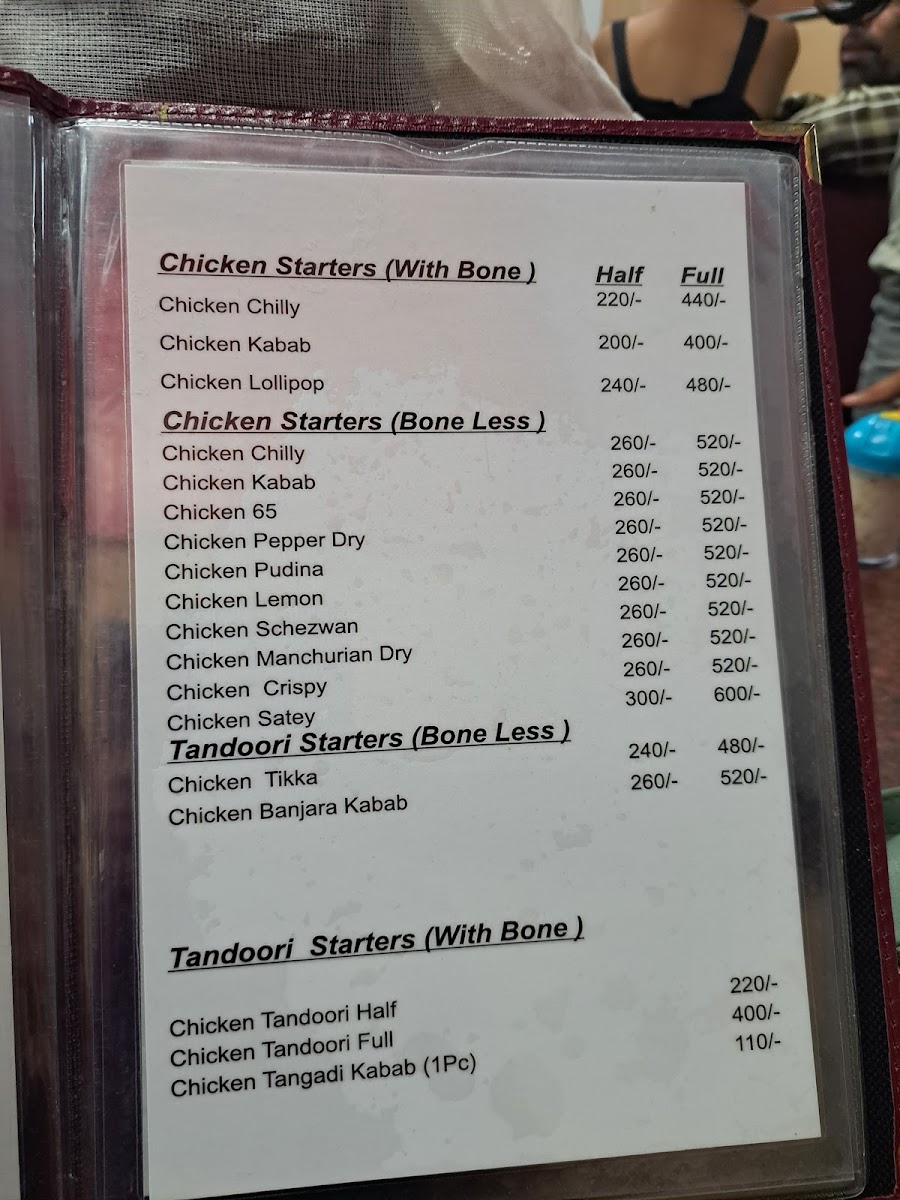 Chicken Starters (With Bone ) Half Full
Chicken Chilly 220/- 440/-
Chicken Kabab 200/- 400/-
Chicken Lollipop 240/- 480/-
Chicken Starters (Bone Less )
Chicken Chilly 260/- 520/-
Chicken Kabab 260/- 520/-
Chicken 65 260/- 520/-
Chicken Pepper Dry 260/- 520/-
Chicken Pudina 260/- 520/-
Chicken Lemon 260/- 520/-
Chicken Schezwan 260/- 520/-
Chicken Manchurian Dry 260/- 520/-
Chicken Crispy 260/- 520/-
Chicken Satey 300/- 600/-
Tandoori Starters (Bone Less )
Chicken Tikka 240/- 480/-
Chicken Banjara Kabab 260/- 520/-
Tandoori Starters (With Bone )
Chicken Tandoori Half 220/-
Chicken Tandoori Full 400/-
Chicken Tangadi Kabab (1Pc) 110/-